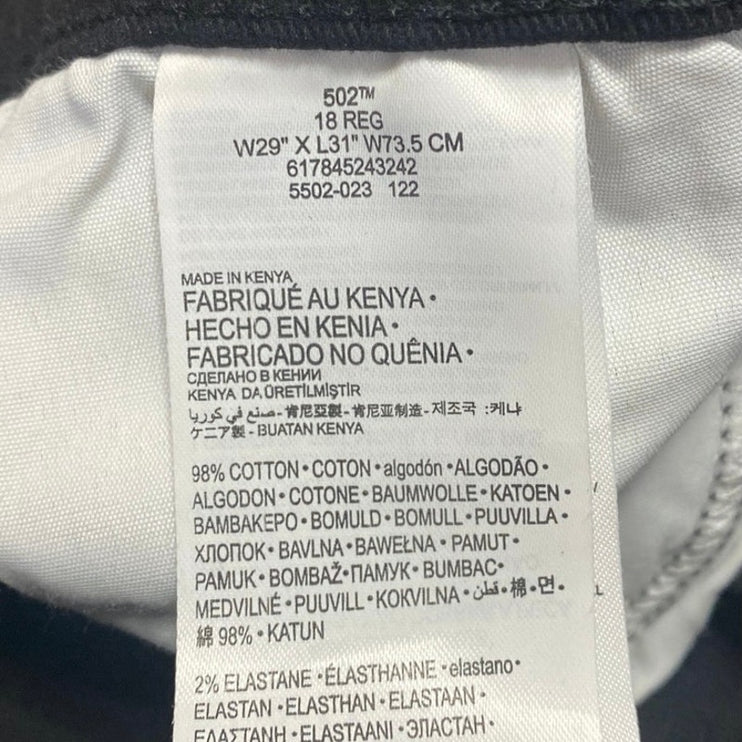 502™
18 REG
W29" X L31" W73.5 CM
617845243242
5502-023 122
MADE IN KENYA
FABRIQUÉ AU KENYA •
HECHO EN KENIA •
FABRICADO NO QUÊNIA •
СДЕЛАНО В КЕНИИ
KENYA DA ÜRETİLMİŞTİR
صنع في كوريا - 肯尼亞製 - 肯尼亚制造 - 제조국 :케냐
ケニア製 - BUATAN KENYA
98% COTTON • COTON • algodón • ALGODÃO •
ALGODON • COTONE • BAUMWOLLE • KATOEN •
ΒΑΜΒΑΚΕΡΟ • BOMULD • BOMULL • PUUVILLA •
ХЛОПОК • BAVLNA • BAWEŁNA • PAMUT •
PAMUK • BOMBAŽ • ПАМУК • BUMBAC •
MEDVILNĖ • PUUVILL • KOKVILNA • قطن • 棉 • 면 •
綿 98% • KATUN
2% ELASTANE • ÉLASTHANNE • elastano •
ELASTAN • ELASTHAN • ELASTAAN •
ΕΛΑΣΤΑΝΗ • ELASTAANI • ЭЛАСТАН •